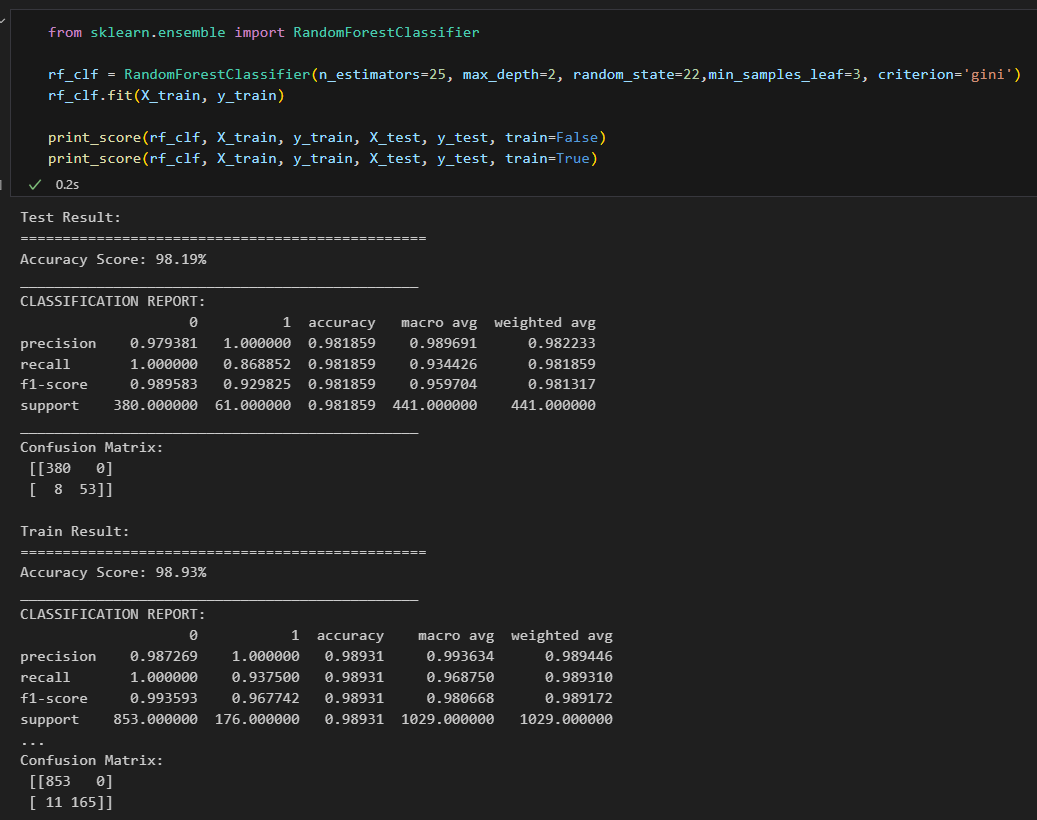 from sklearn.ensemble import RandomForestClassifier
rf_clf = RandomForestClassifier(n_estimators=25, max_depth=2, random_state=22,min_samples_leaf=3, criterion='gini')
rf_clf.fit(X_train, y_train)
print_score(rf_clf, X_train, y_train, X_test, y_test, train=False)
print_score(rf_clf, X_train, y_train, X_test, y_test, train=True)
✓ 0.2s
Test Result:
================================================
Accuracy Score: 98.19%
_______________________________________________
CLASSIFICATION REPORT:
0 1 accuracy macro avg weighted avg
precision 0.979381 1.000000 0.981859 0.989691 0.982233
recall 1.000000 0.868852 0.981859 0.934426 0.981859
f1-score 0.989583 0.929825 0.981859 0.959704 0.981317
support 380.000000 61.000000 0.981859 441.000000 441.000000
_______________________________________________
Confusion Matrix:
[[380 0]
[ 8 53]]
Train Result:
================================================
Accuracy Score: 98.93%
_______________________________________________
CLASSIFICATION REPORT:
0 1 accuracy macro avg weighted avg
precision 0.987269 1.000000 0.98931 0.993634 0.989446
recall 1.000000 0.937500 0.98931 0.968750 0.989310
f1-score 0.993593 0.967742 0.98931 0.980668 0.989172
support 853.000000 176.000000 0.98931 1029.000000 1029.000000
...
Confusion Matrix:
[[853 0]
[ 11 165]]